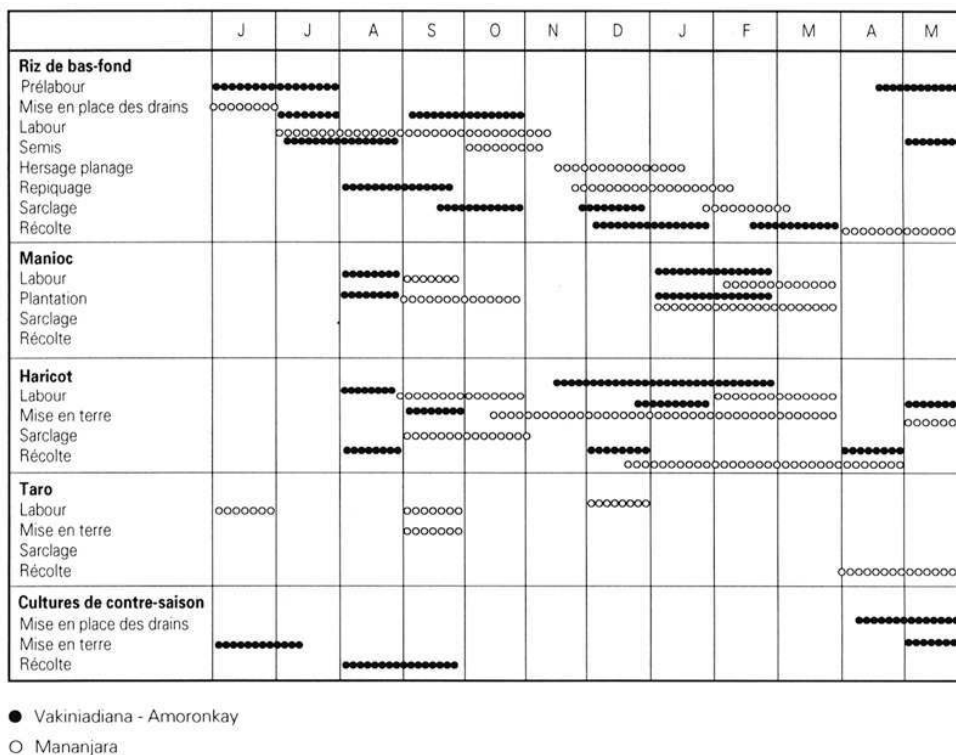 J J A S O N D J F M A M
Riz de bas-fond
Prélabour
Mise en place des drains
Labour
Semis
Hersage planage
Repiquage
Sarclage
Récolte
Manioc
Labour
Plantation
Sarclage
Récolte
Haricot
Labour
Mise en terre
Sarclage
Récolte
Taro
Labour
Mise en terre
Sarclage
Récolte
Cultures de contre-saison
Mise en place des drains
Mise en terre
Récolte
Vakiniadiana - Amoronkay
Mananjara